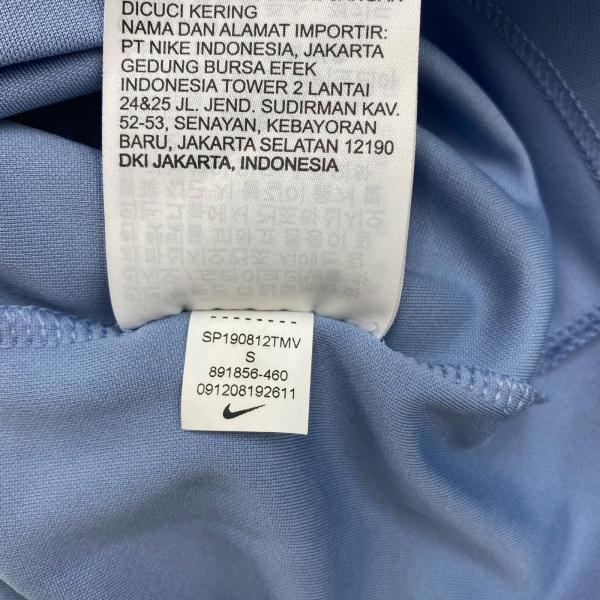 DICUCI KERING
NAMA DAN ALAMAT IMPORTIR:
PT NIKE INDONESIA, JAKARTA
GEDUNG BURSA EFEK
INDONESIA TOWER 2 LANTAI
24&25 JL. JEND. SUDIRMAN KAV.
52-53, SENAYAN, KEBAYORAN
BARU, JAKARTA SELATAN 12190
DKI JAKARTA, INDONESIA
SP190812TMV
S
891856-460
091208192611